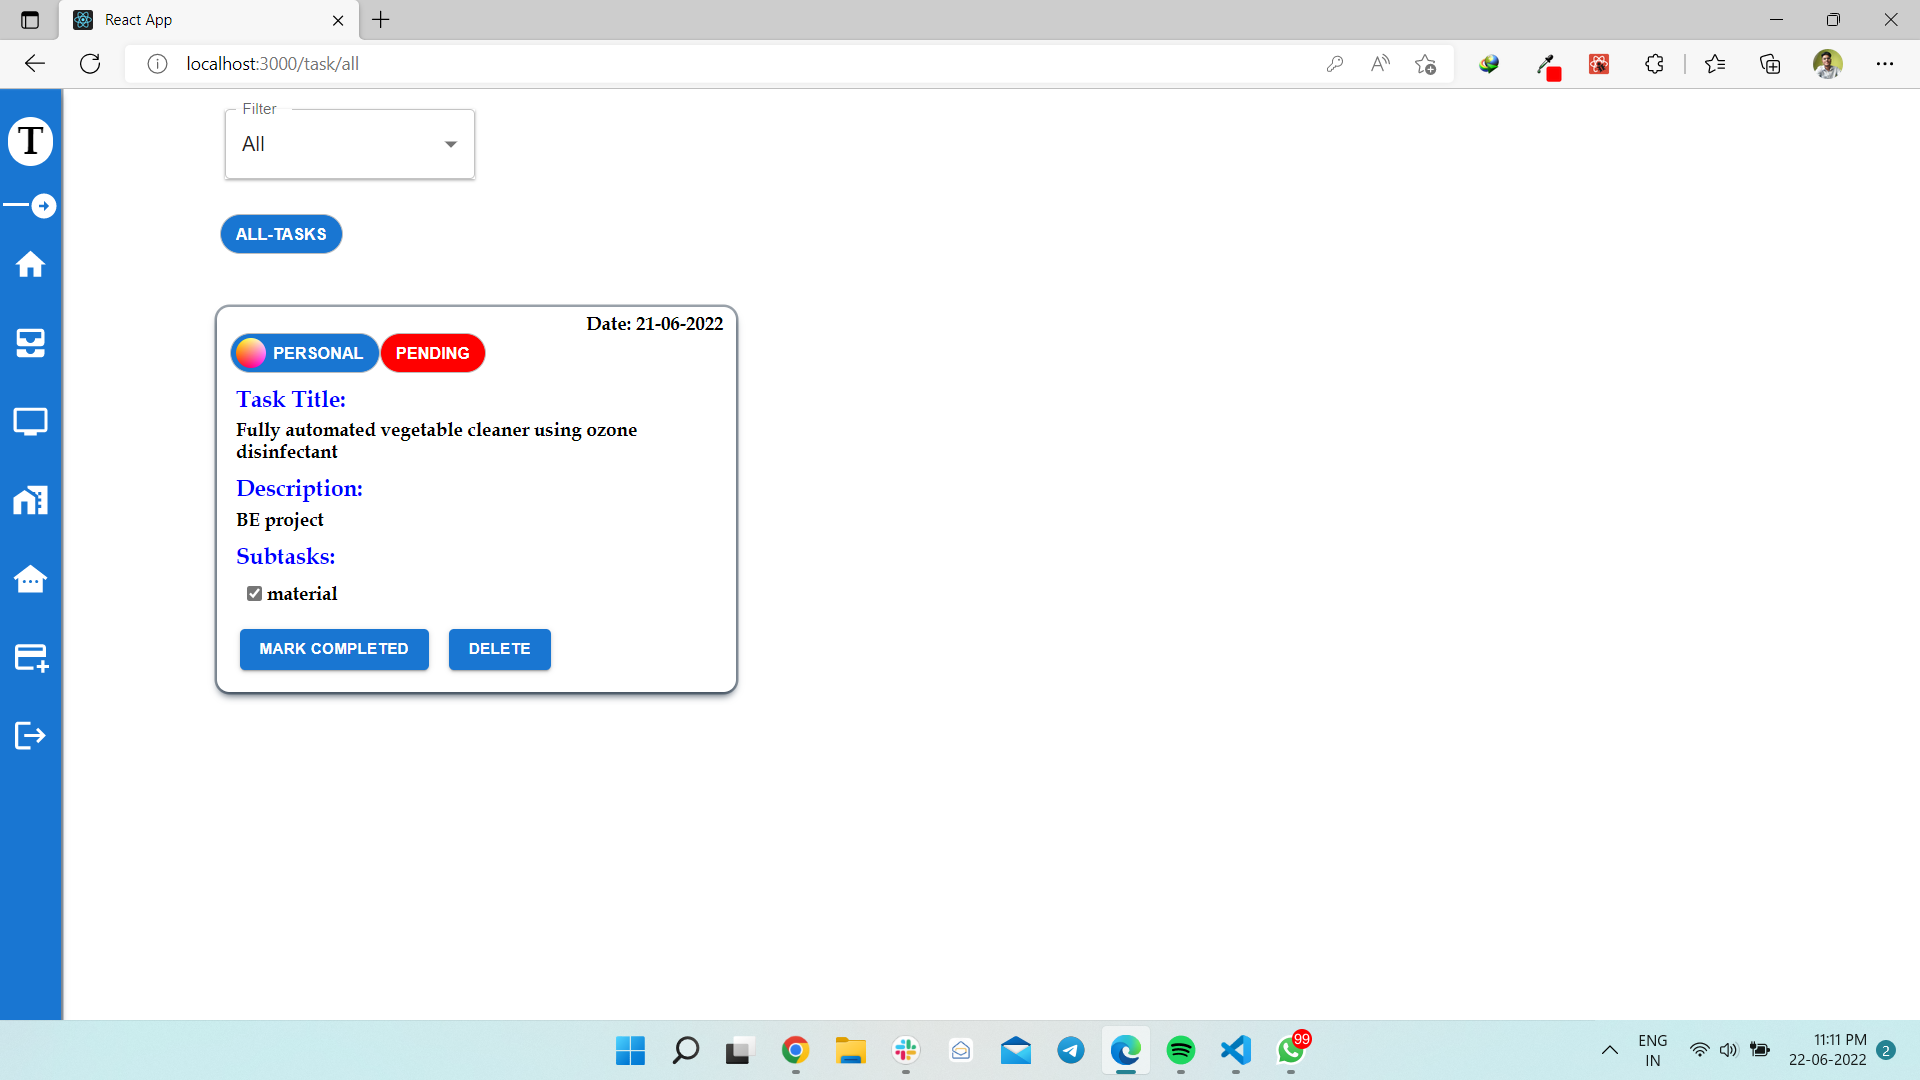 React App
localhost:3000/task/all
T
Filter
All
ALL-TASKS
Date: 21-06-2022
PERSONAL
PENDING
Task Title:
Fully automated vegetable cleaner using ozone
disinfectant
Description:
BE project
Subtasks:
material
MARK COMPLETED
DELETE
99
ENG
IN
11:11 PM
22-06-2022
2